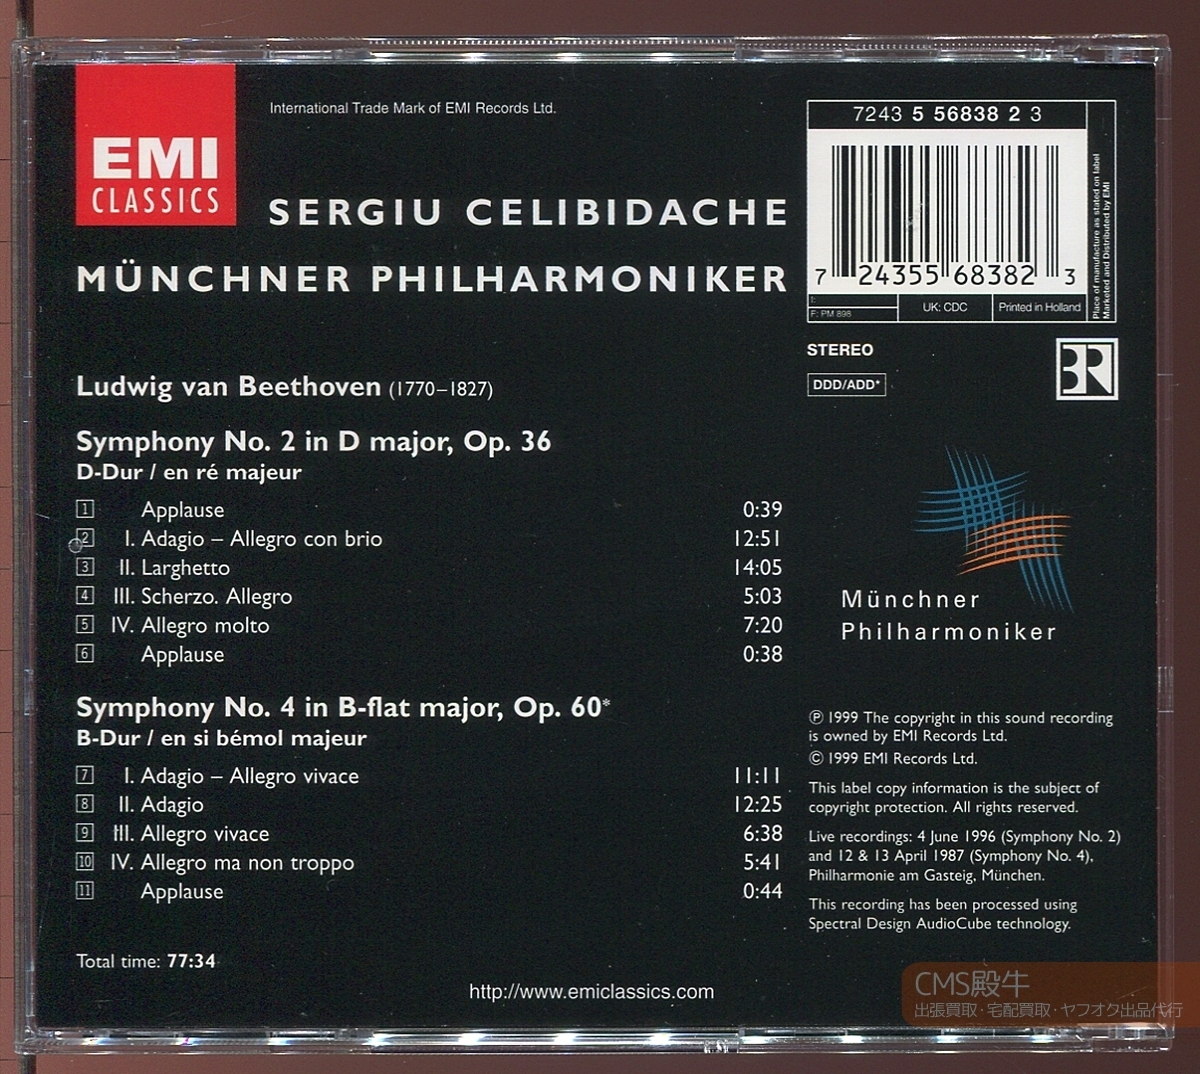 International Trade Mark of EMI Records Ltd.
EMI
CLASSICS
SERGIU CELIBIDACHE
MÜNCHNER PHILHARMONIKER
7243 5 56838 2 3
7 24355 68382 3
I:
F: PM 898
UK: CDC
Printed in Holland
Place of manufacture as stated on label
Marketed and Distributed by EMI
STEREO
DDD/ADD*
BR
Ludwig van Beethoven (1770–1827)
Symphony No. 2 in D major, Op. 36
D-Dur / en ré majeur
1 Applause 0:39
2 I. Adagio – Allegro con brio 12:51
3 II. Larghetto 14:05
4 III. Scherzo. Allegro 5:03
5 IV. Allegro molto 7:20
6 Applause 0:38
Symphony No. 4 in B-flat major, Op. 60*
B-Dur / en si bémol majeur
7 I. Adagio – Allegro vivace 11:11
8 II. Adagio 12:25
9 III. Allegro vivace 6:38
10 IV. Allegro ma non troppo 5:41
11 Applause 0:44
Total time: 77:34
http://www.emiclassics.com
Münchner
Philharmoniker
℗ 1999 The copyright in this sound recording
is owned by EMI Records Ltd.
© 1999 EMI Records Ltd.
This label copy information is the subject of
copyright protection. All rights reserved.
Live recordings: 4 June 1996 (Symphony No. 2)
and 12 & 13 April 1987 (Symphony No. 4),
Philharmonie am Gasteig, München.
This recording has been processed using
Spectral Design AudioCube technology.
CMS殿牛
出張買取･宅配買取･ヤフオク出品代行